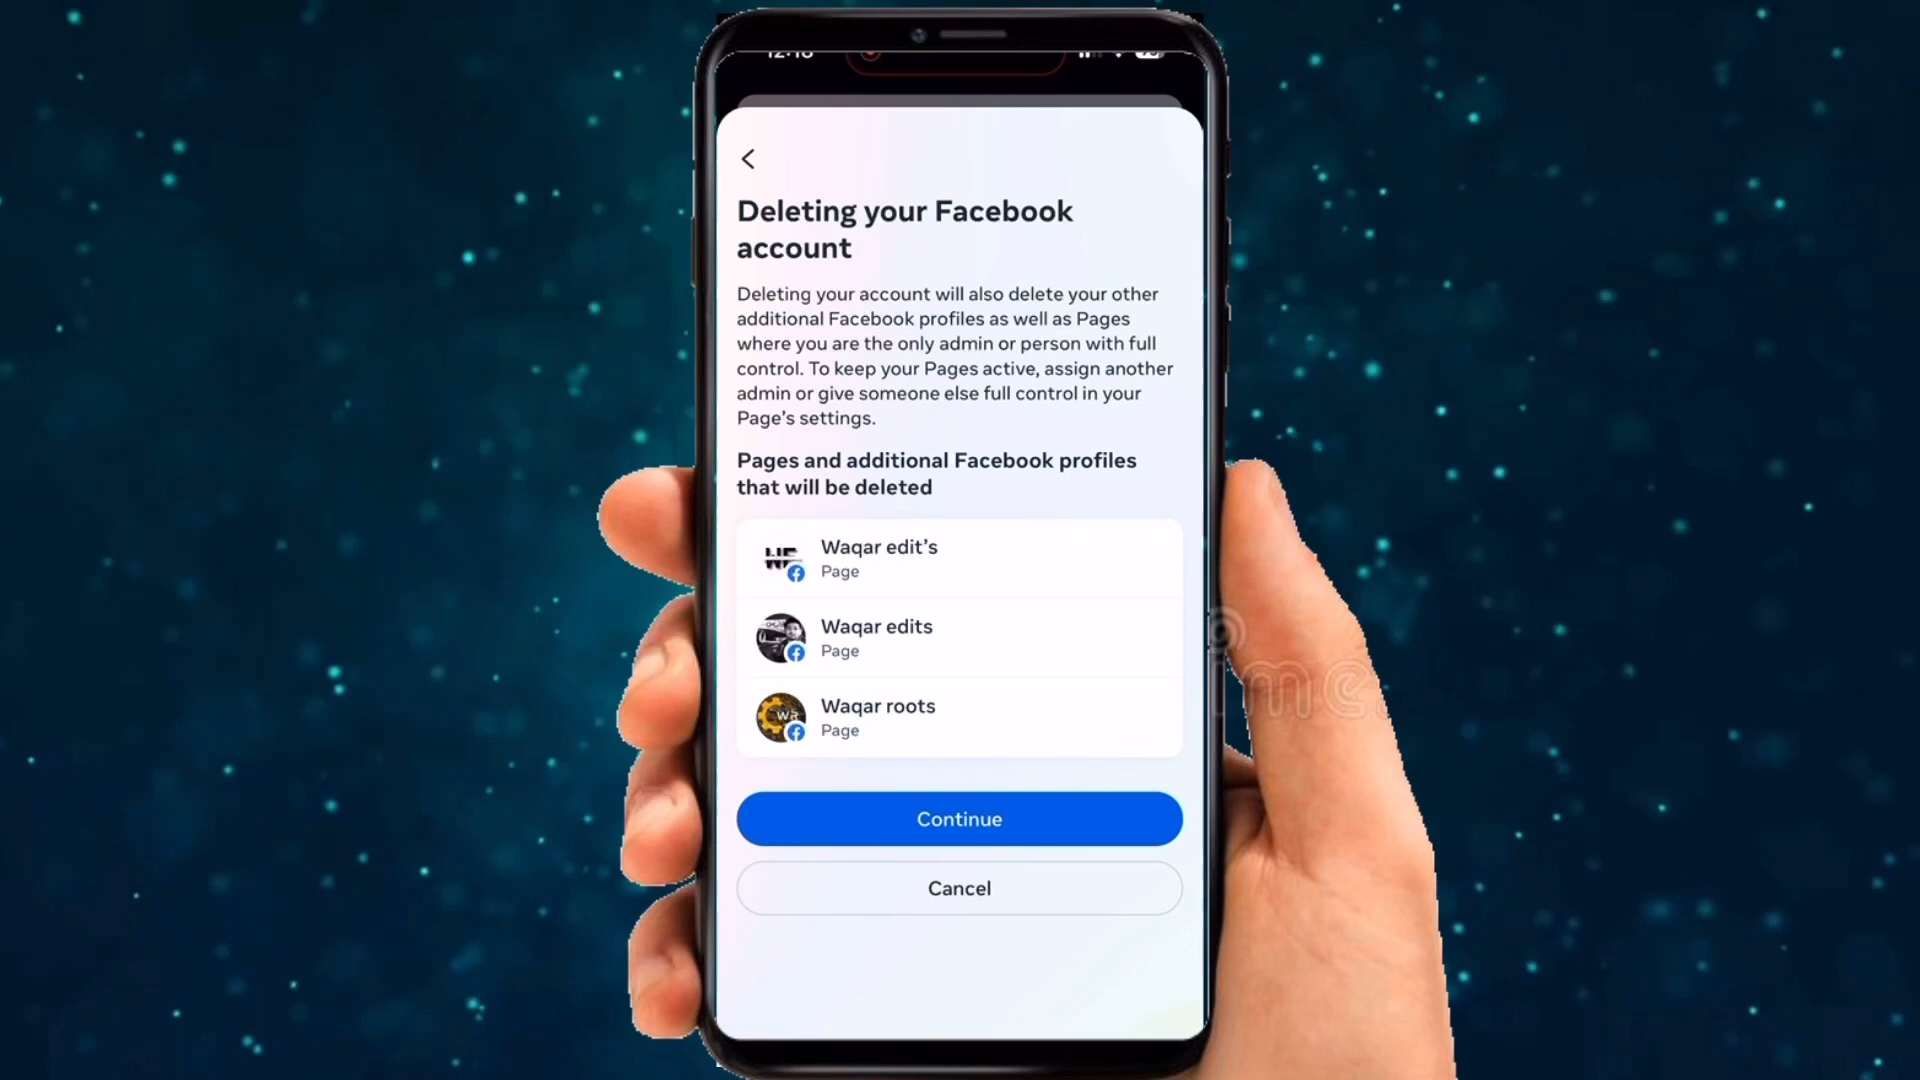 Deleting your Facebook
account
Deleting your account will also delete your other
additional Facebook profiles as well as Pages
where you are the only admin or person with full
control. To keep your Pages active, assign another
admin or give someone else full control in your
Page's settings.
Pages and additional Facebook profiles
that will be deleted
Waqar edit's
Page
Waqar edits
Page
Waqar roots
Page
Continue
Cancel